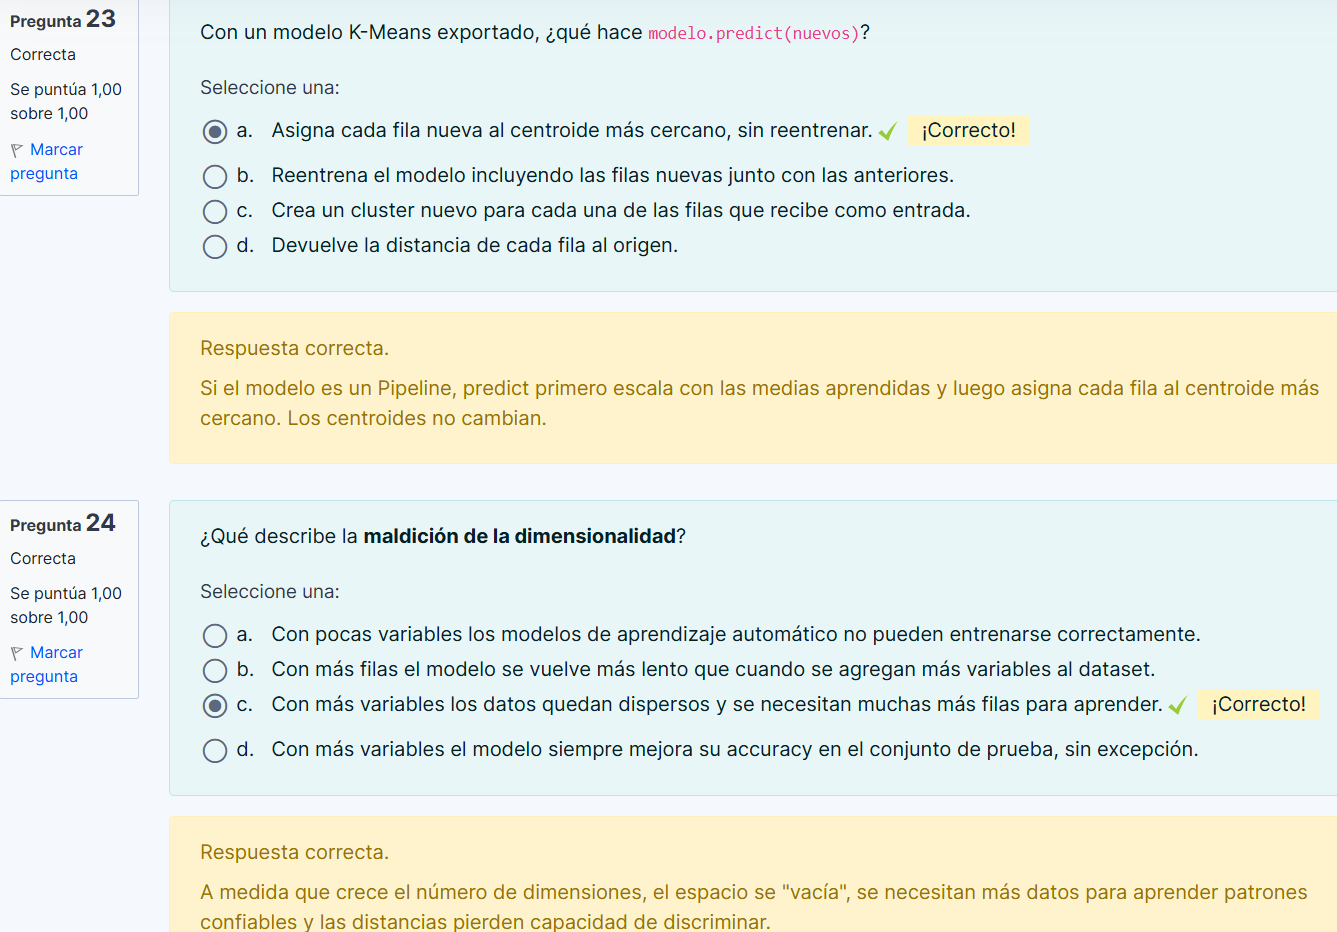 Pregunta 23
Correcta
Se puntúa 1,00
sobre 1,00
Marcar
pregunta
Con un modelo K-Means exportado, ¿qué hace modelo.predict(nuevos)?
Seleccione una:
a. Asigna cada fila nueva al centroide más cercano, sin reentrenar. ¡Correcto!
b. Reentrena el modelo incluyendo las filas nuevas junto con las anteriores.
c. Crea un cluster nuevo para cada una de las filas que recibe como entrada.
d. Devuelve la distancia de cada fila al origen.
Respuesta correcta.
Si el modelo es un Pipeline, predict primero escala con las medias aprendidas y luego asigna cada fila al centroide más
cercano. Los centroides no cambian.
Pregunta 24
Correcta
Se puntúa 1,00
sobre 1,00
Marcar
pregunta
¿Qué describe la maldición de la dimensionalidad?
Seleccione una:
a. Con pocas variables los modelos de aprendizaje automático no pueden entrenarse correctamente.
b. Con más filas el modelo se vuelve más lento que cuando se agregan más variables al dataset.
c. Con más variables los datos quedan dispersos y se necesitan muchas más filas para aprender. ¡Correcto!
d. Con más variables el modelo siempre mejora su accuracy en el conjunto de prueba, sin excepción.
Respuesta correcta.
A medida que crece el número de dimensiones, el espacio se "vacía", se necesitan más datos para aprender patrones
confiables y las distancias pierden capacidad de discriminar.